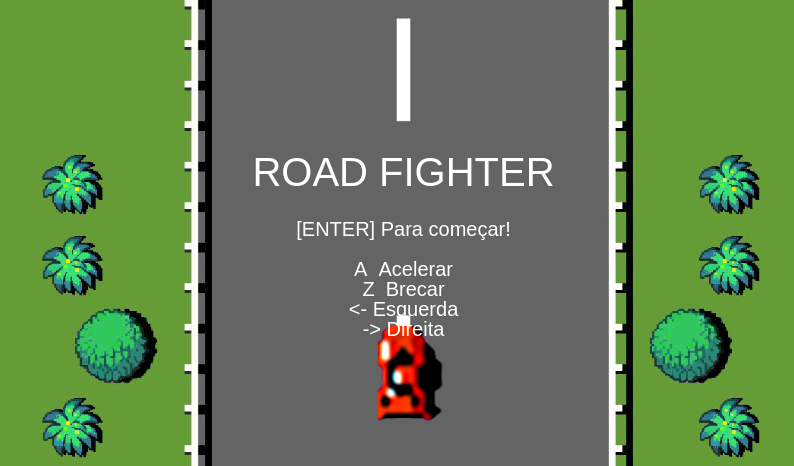 ROAD FIGHTER
[ENTER] Para começar!
A Acelerar
Z Brecar
<- Esquerda
-> Direita